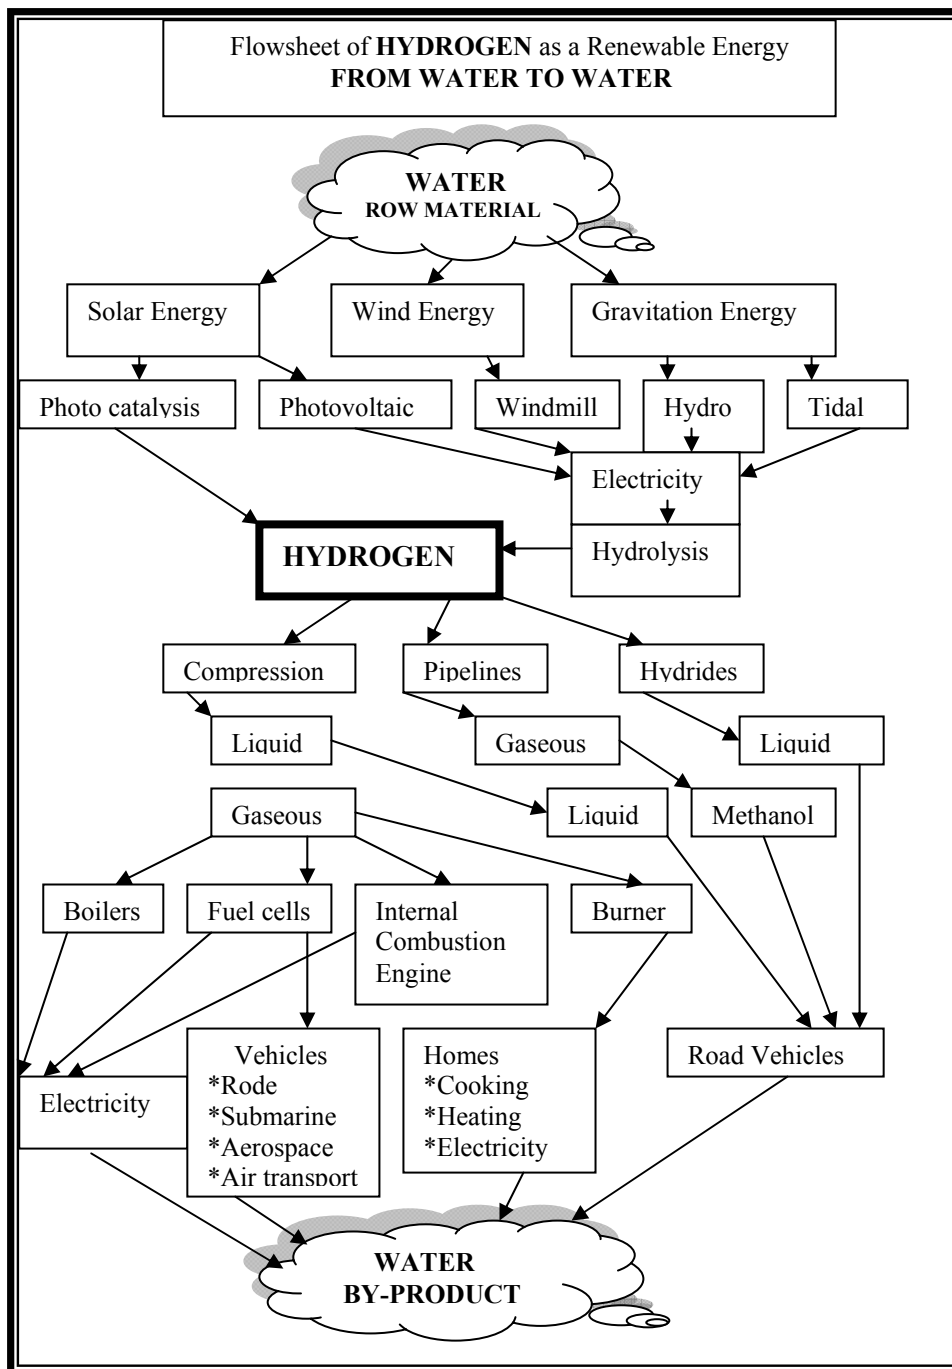 Flowsheet of HYDROGEN as a Renewable Energy
FROM WATER TO WATER
WATER
ROW MATERIAL
Solar Energy
Wind Energy
Gravitation Energy
Photo catalysis
Photovoltaic
Windmill
Hydro
Tidal
Electricity
HYDROGEN
Hydrolysis
Compression
Pipelines
Hydrides
Liquid
Gaseous
Liquid
Gaseous
Liquid
Methanol
Boilers
Fuel cells
Internal
Combustion
Engine
Burner
Vehicles
*Rode
*Submarine
*Aerospace
*Air transport
Homes
*Cooking
*Heating
*Electricity
Road Vehicles
Electricity
WATER
BY-PRODUCT